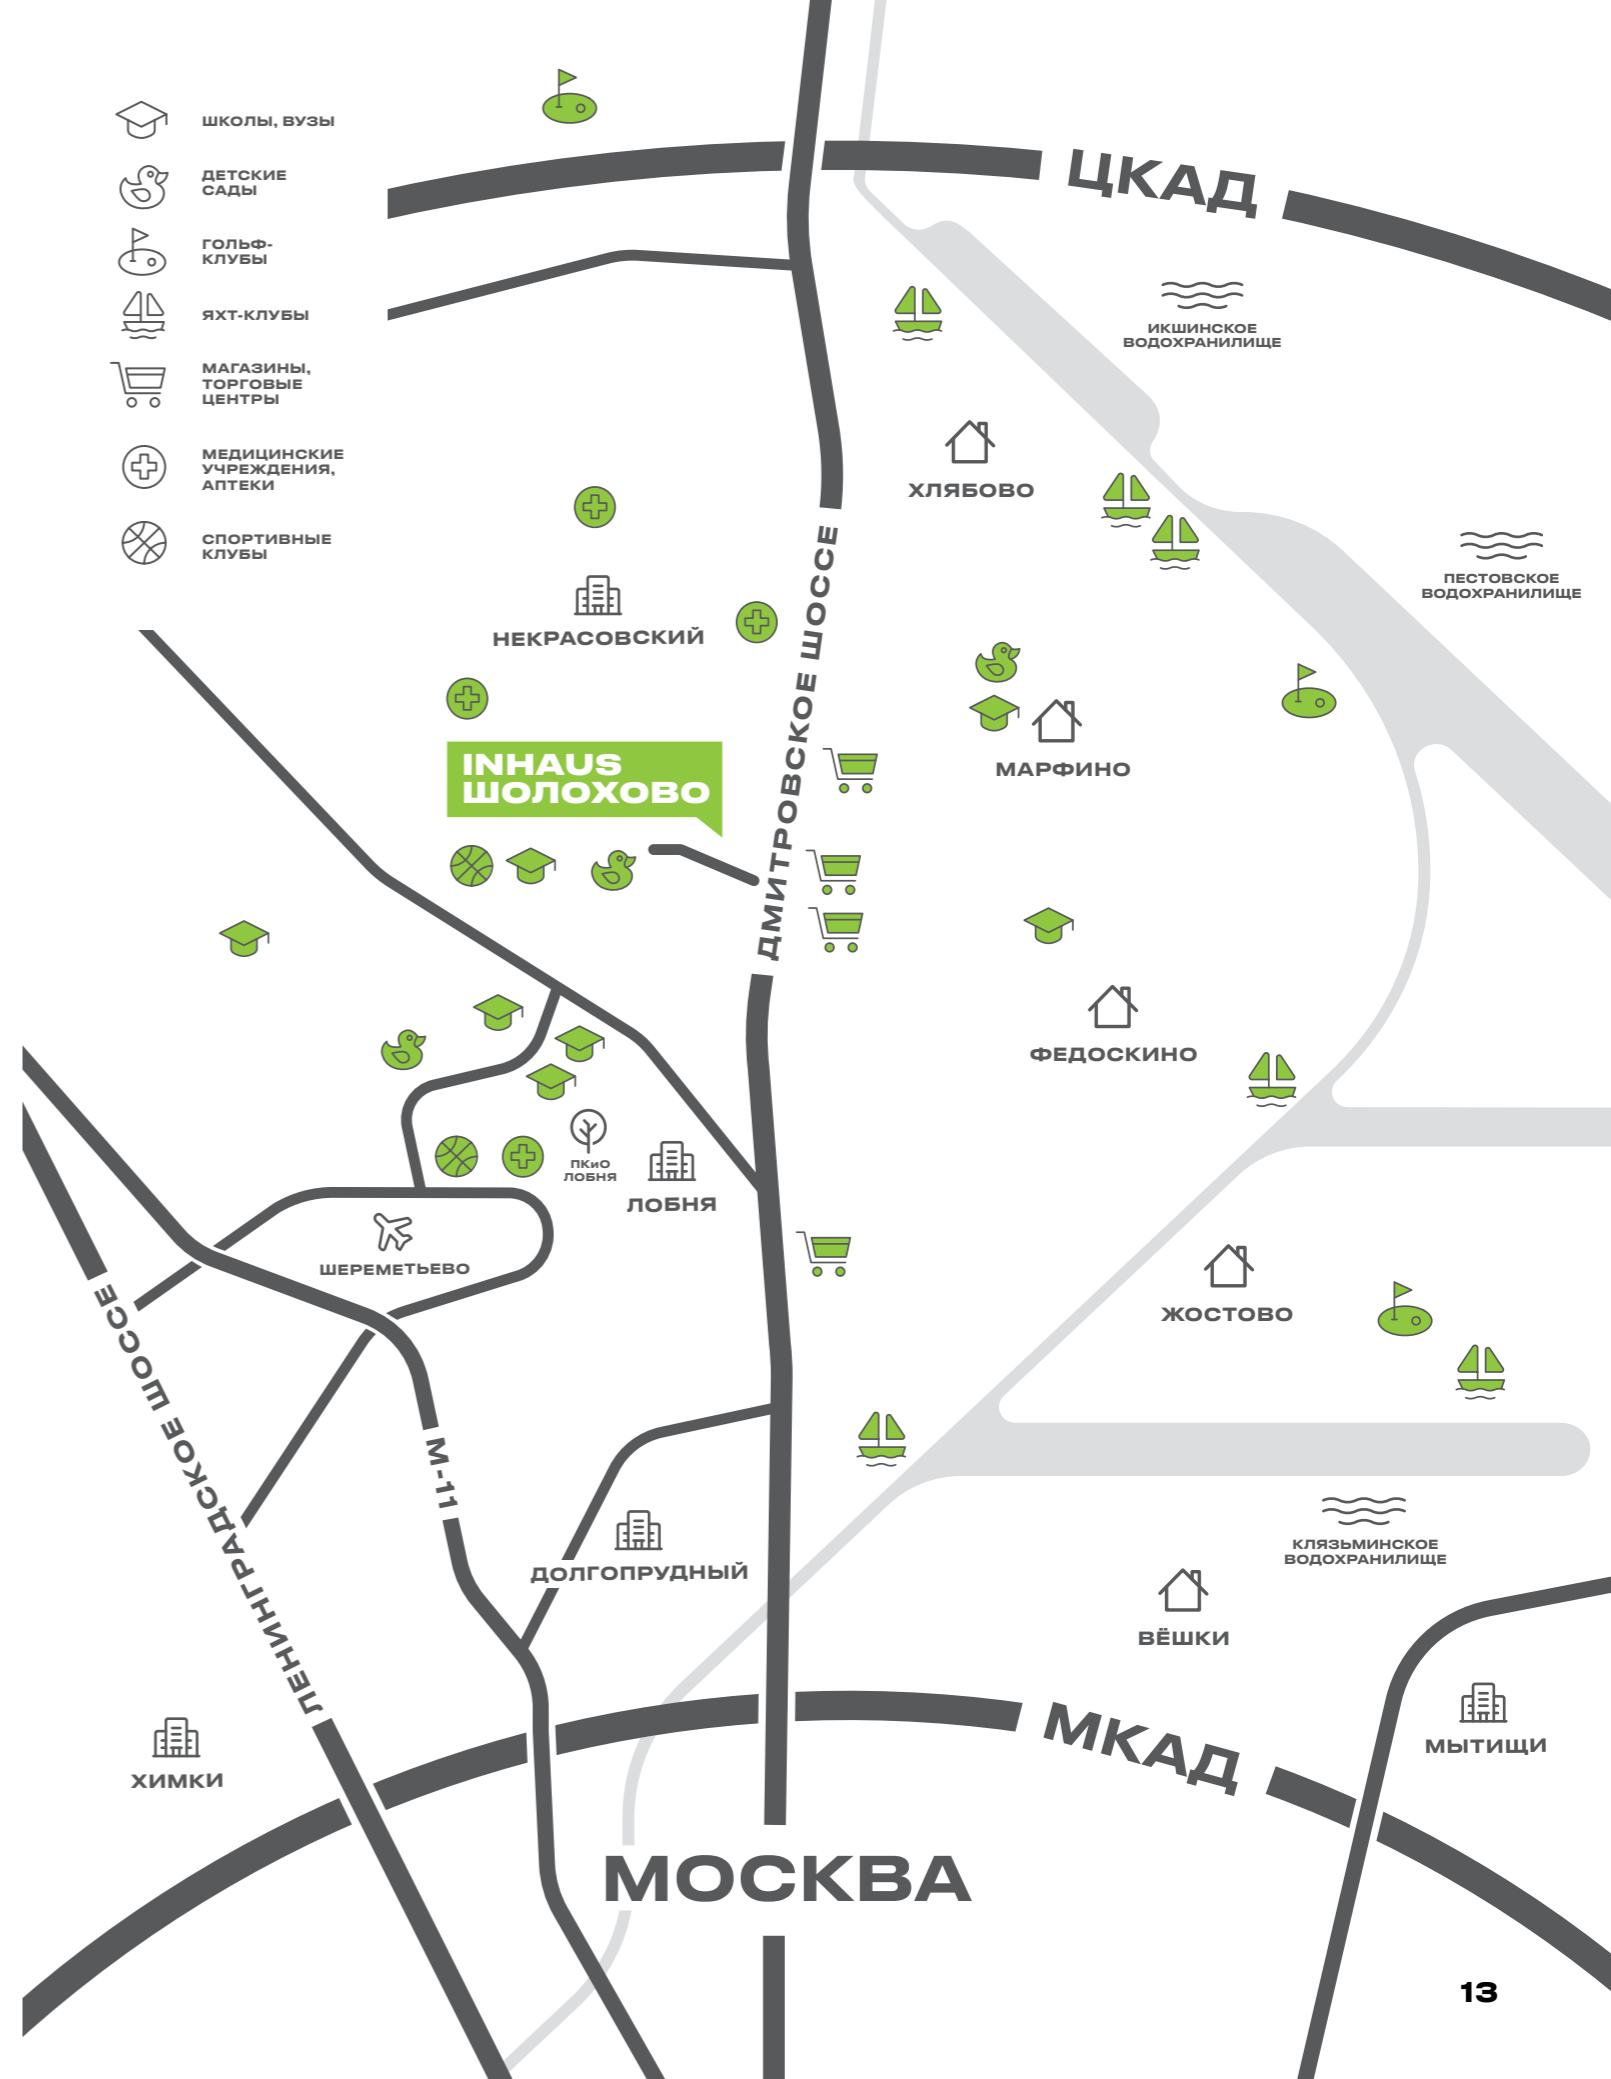 ШКОЛЫ, ВУЗЫ
ДЕТСКИЕ
САДЫ
ГОЛЬФ-
КЛУБЫ
ЯХТ-КЛУБЫ
МАГАЗИНЫ,
ТОРГОВЫЕ
ЦЕНТРЫ
МЕДИЦИНСКИЕ
УЧРЕЖДЕНИЯ,
АПТЕКИ
СПОРТИВНЫЕ
КЛУБЫ
ЦКАД
ИКШИНСКОЕ
ВОДОХРАНИЛИЩЕ
ХЛЯБОВО
ПЕСТОВСКОЕ
ВОДОХРАНИЛИЩЕ
НЕКРАСОВСКИЙ
ДМИТРОВСКОЕ ШОССЕ
INHAUS
ШОЛОХОВО
МАРФИНО
ФЕДОСКИНО
ПКиО
ЛОБНЯ
ЛОБНЯ
ШЕРЕМЕТЬЕВО
ЖОСТОВО
ЛЕНИНГРАДСКОЕ ШОССЕ
М-11
ДОЛГОПРУДНЫЙ
КЛЯЗЬМИНСКОЕ
ВОДОХРАНИЛИЩЕ
ВЁШКИ
МКАД
МЫТИЩИ
ХИМКИ
МОСКВА
13